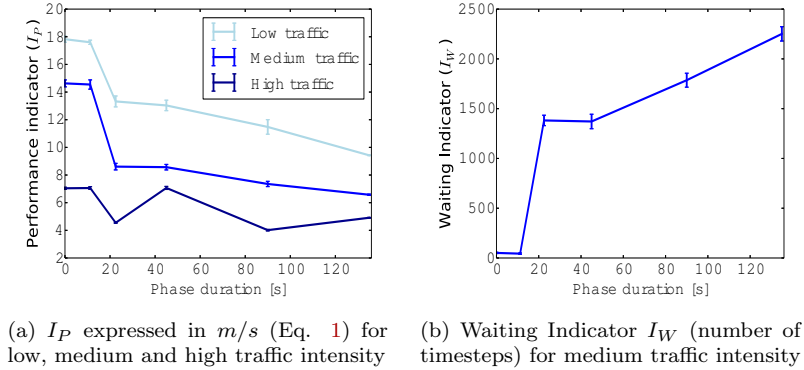 20
18
16
14
12
10
8
6
4
2
0 20 40 60 80 100 120
Performance indicator (I_P)
Phase duration [s]
Low traffic
Medium traffic
High traffic
2500
2000
1500
1000
500
0
0 20 40 60 80 100 120
Waiting Indicator (I_W)
Phase duration [s]
(a) I_P expressed in m/s (Eq. 1) for
low, medium and high traffic intensity
(b) Waiting Indicator I_W (number of
timesteps) for medium traffic intensity